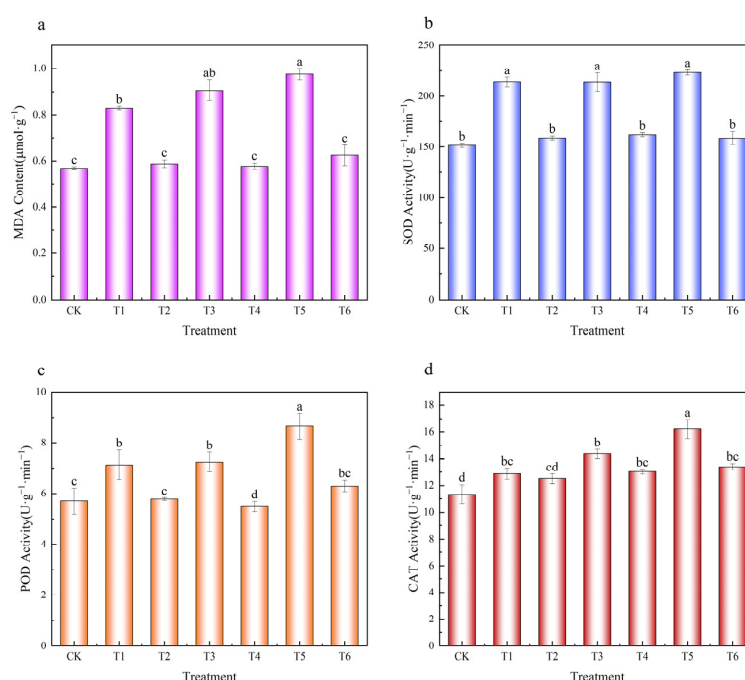 a
MDA Content(μmol·g⁻¹)
1.0
0.8
0.6
0.4
0.2
0.0
c
b
c
ab
c
a
c
CK T1 T2 T3 T4 T5 T6
Treatment
b
SOD Activity(U·g⁻¹·min⁻¹)
250
200
150
100
50
0
b
a
b
a
b
a
b
CK T1 T2 T3 T4 T5 T6
Treatment
c
POD Activity(U·g⁻¹·min⁻¹)
10
8
6
4
2
0
c
b
c
b
d
a
bc
CK T1 T2 T3 T4 T5 T6
Treatment
d
CAT Activity(U·g⁻¹·min⁻¹)
18
16
14
12
10
8
6
4
2
0
d
bc
cd
b
bc
a
bc
CK T1 T2 T3 T4 T5 T6
Treatment